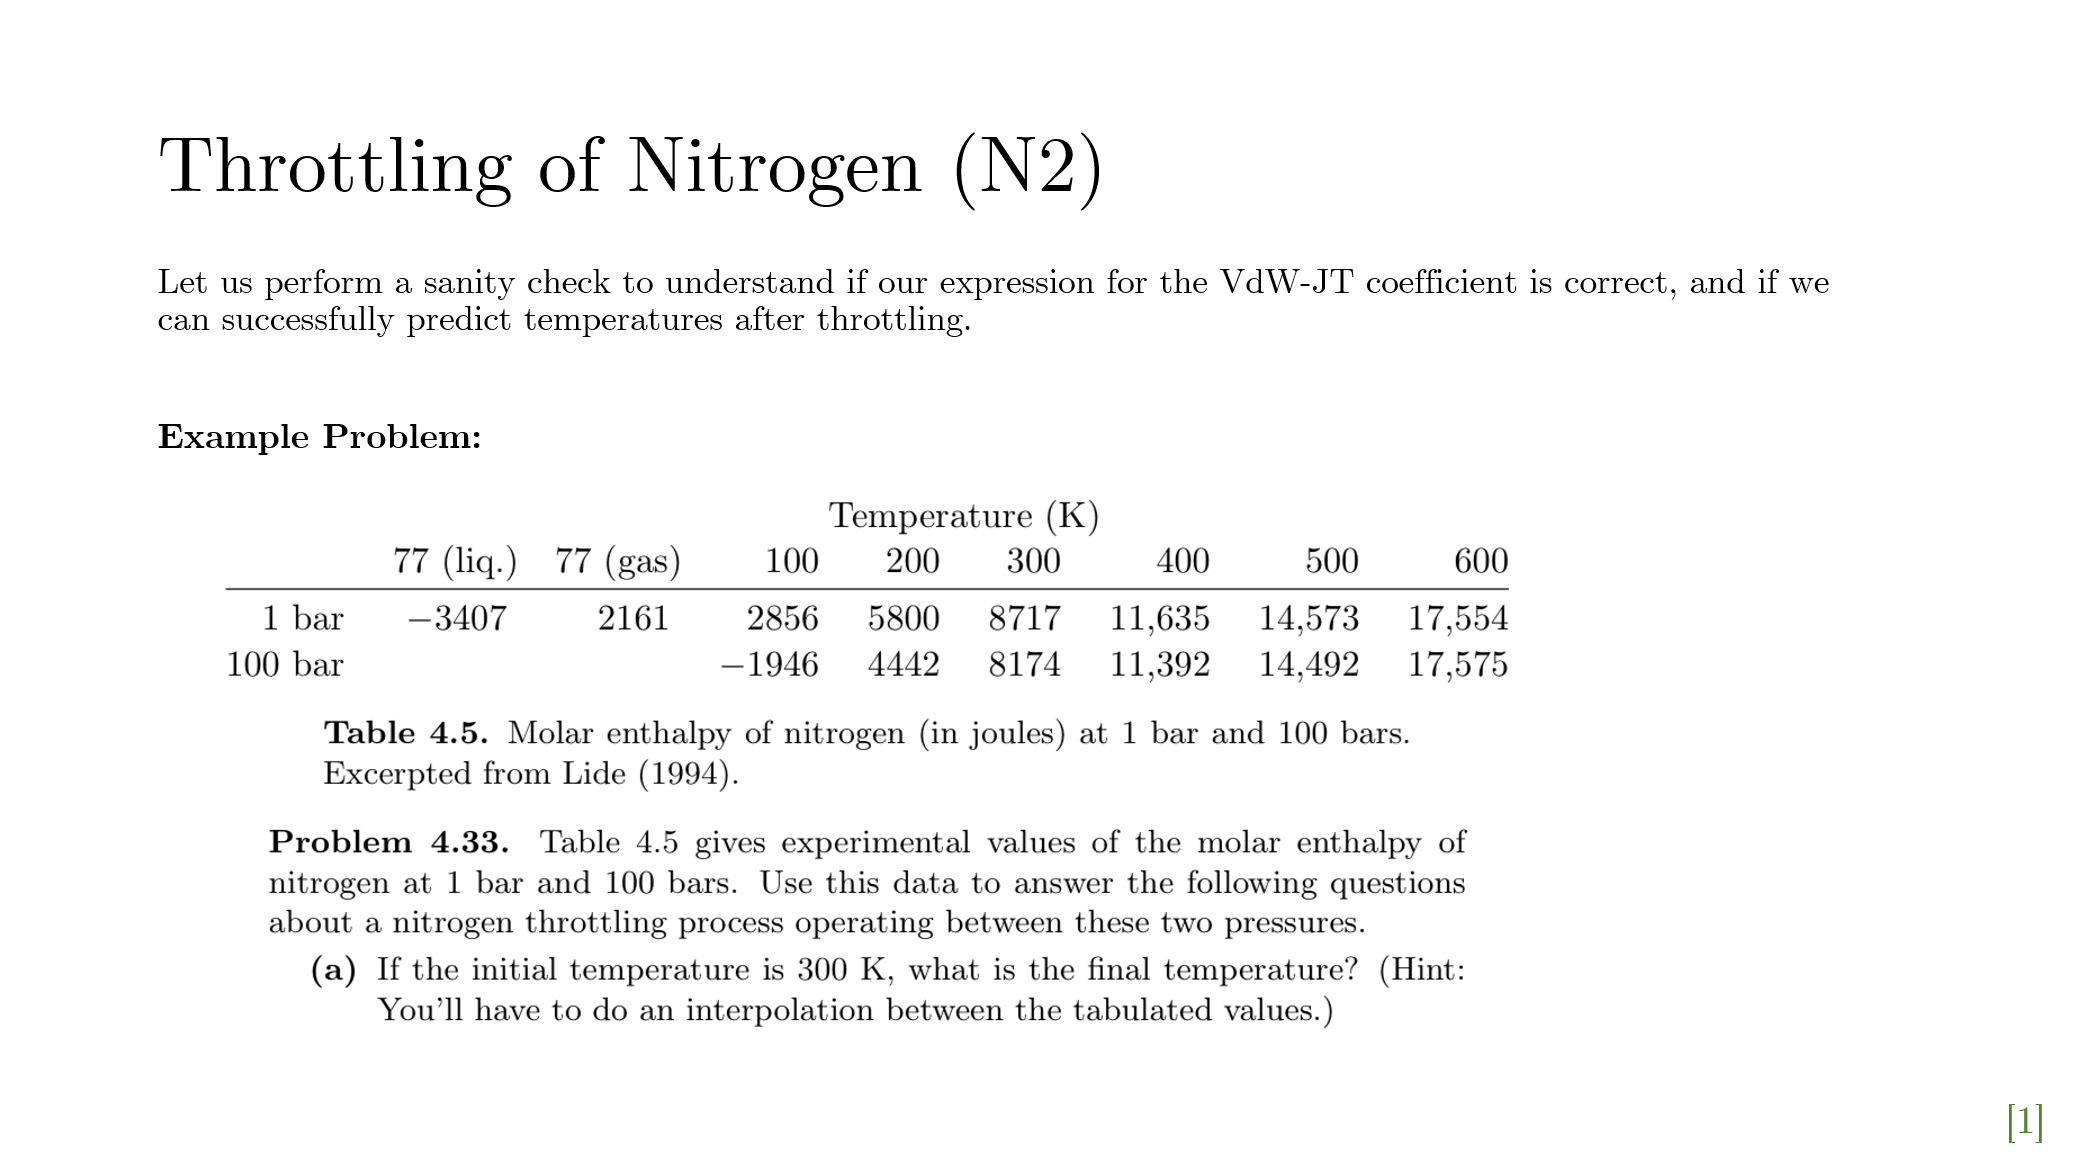 Throttling of Nitrogen (N2)
Let us perform a sanity check to understand if our expression for the VdW-JT coefficient is correct, and if we
can successfully predict temperatures after throttling.
Example Problem:
Temperature (K)
77 (liq.) 77 (gas) 100 200 300 400 500 600
1 bar −3407 2161 2856 5800 8717 11,635 14,573 17,554
100 bar −1946 4442 8174 11,392 14,492 17,575
Table 4.5. Molar enthalpy of nitrogen (in joules) at 1 bar and 100 bars.
Excerpted from Lide (1994).
Problem 4.33. Table 4.5 gives experimental values of the molar enthalpy of
nitrogen at 1 bar and 100 bars. Use this data to answer the following questions
about a nitrogen throttling process operating between these two pressures.
(a) If the initial temperature is 300 K, what is the final temperature? (Hint:
You'll have to do an interpolation between the tabulated values.)
[1]